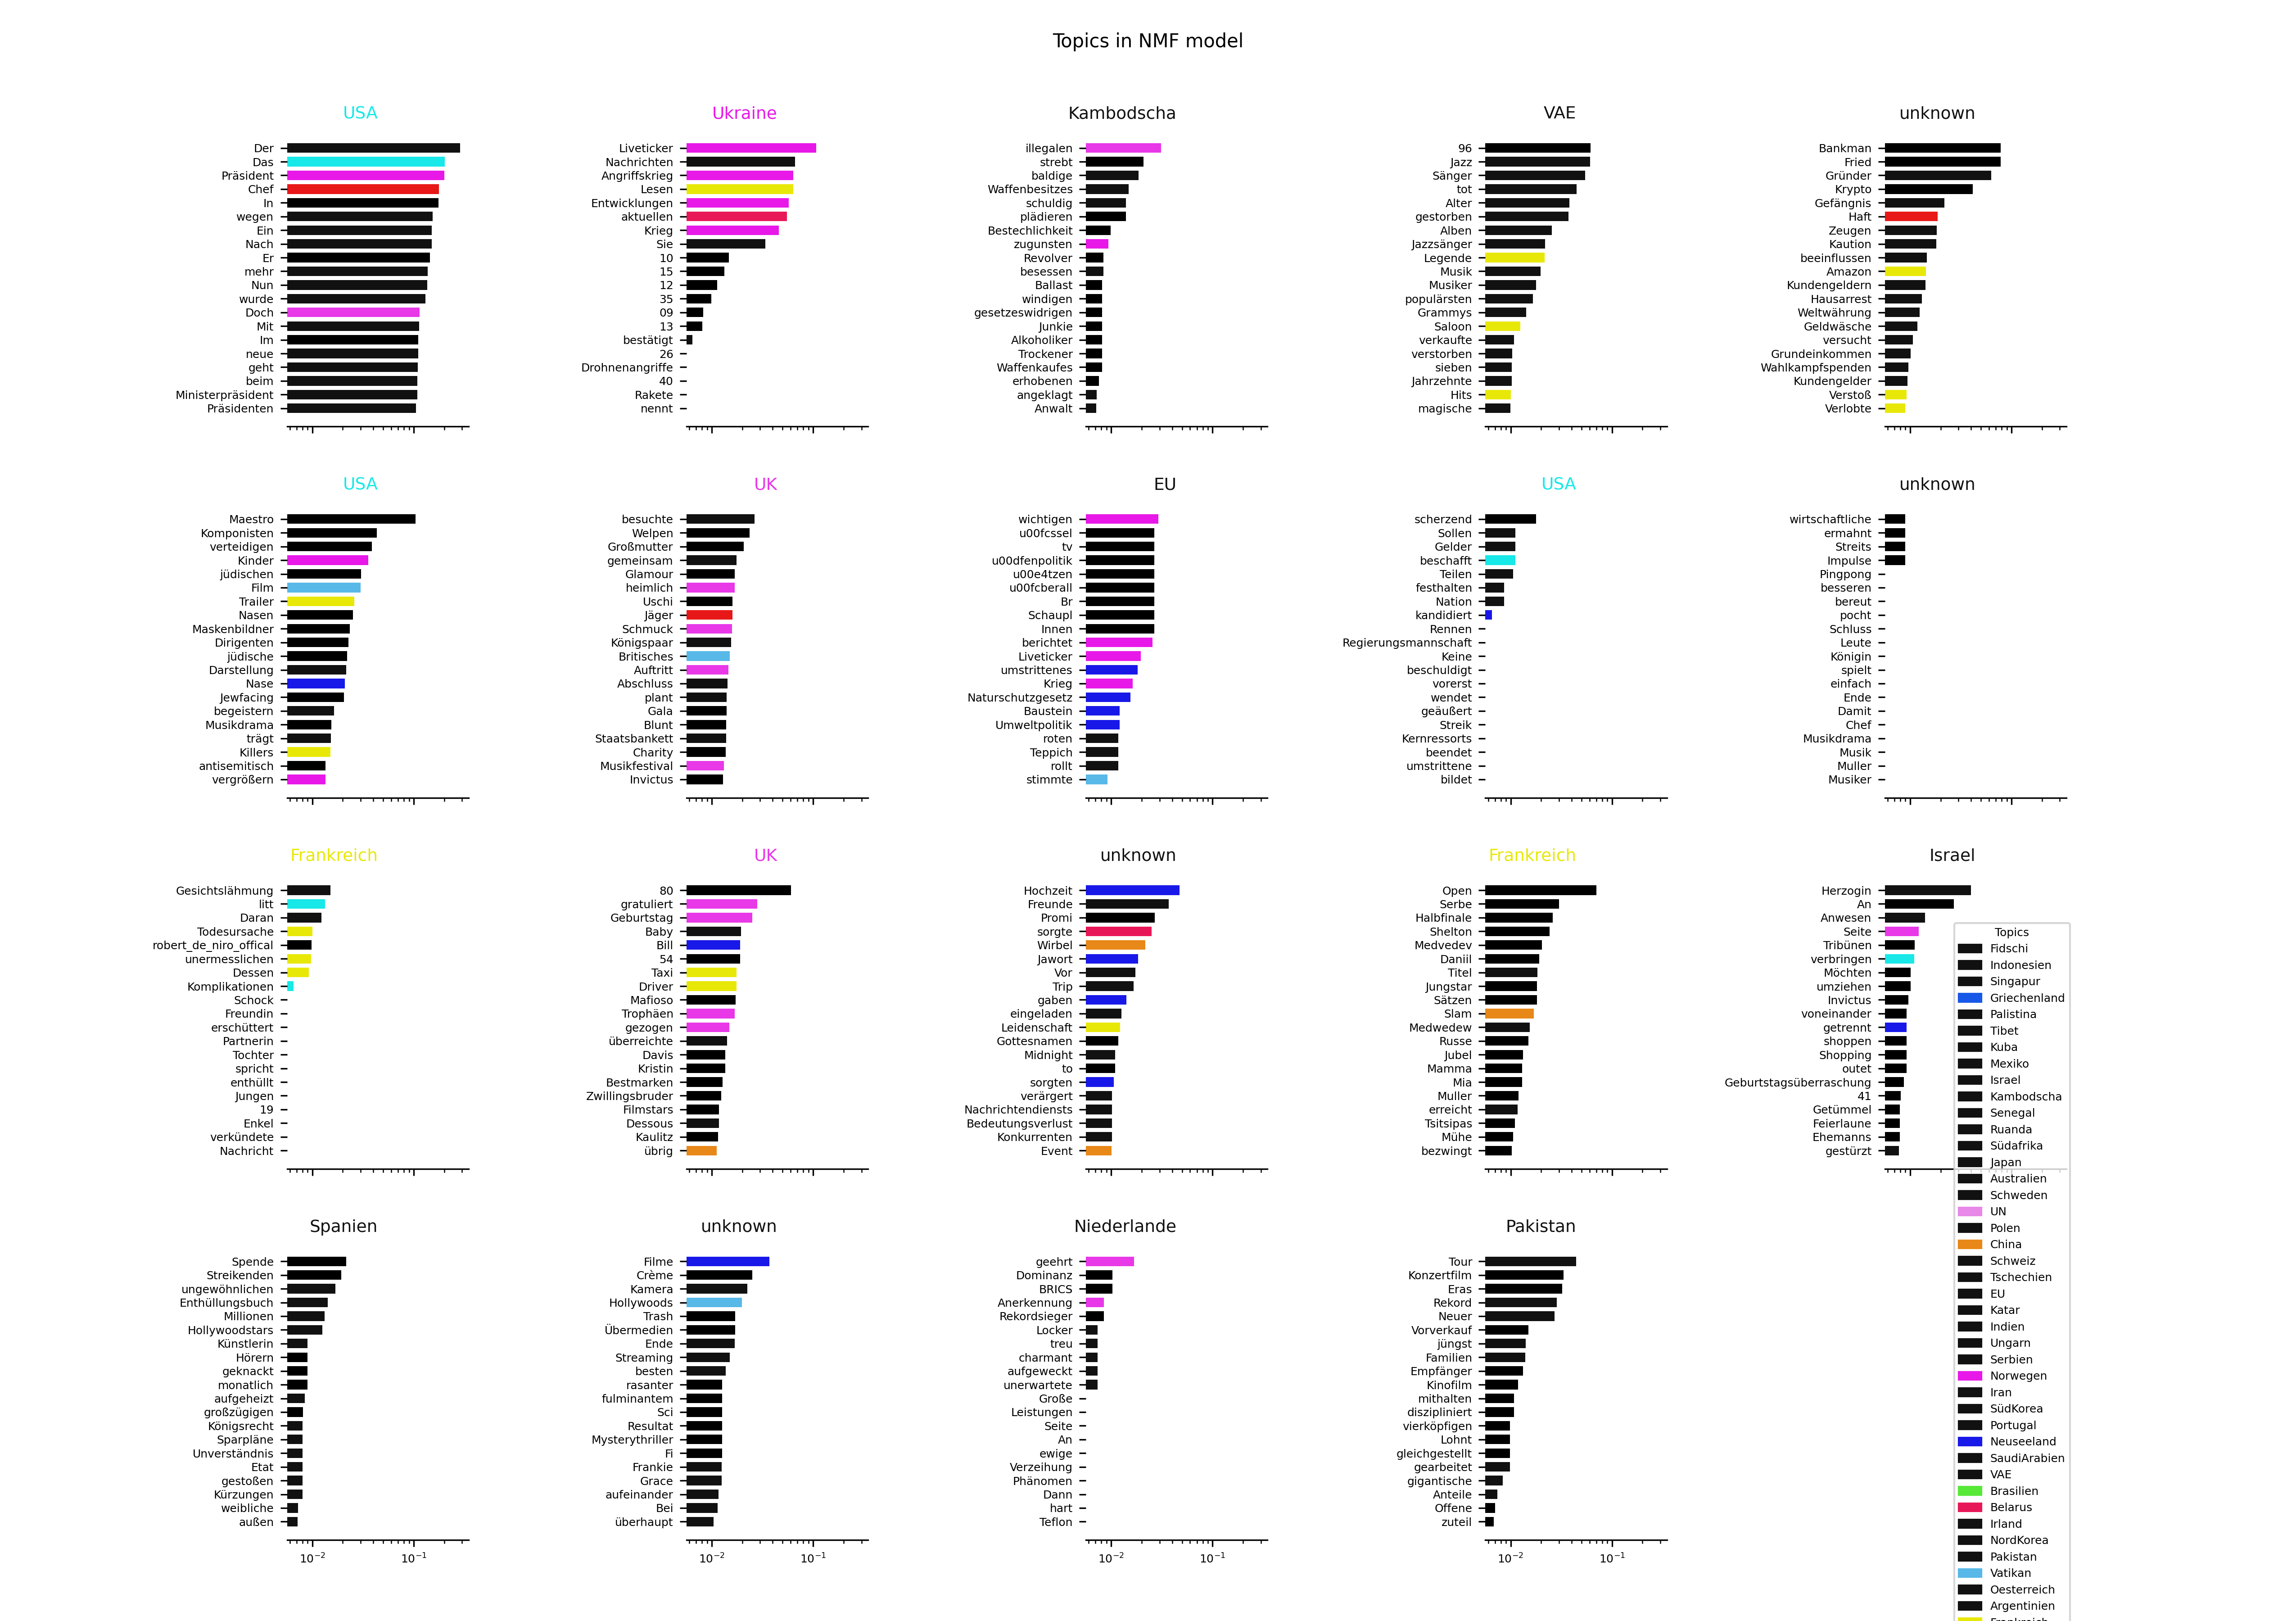 Topics in NMF model
USA
Der
Das
Präsident
Chef
In
wegen
Ein
Nach
Er
mehr
Nun
wurde
Doch
Mit
Im
neue
geht
beim
Ministerpräsident
Präsidenten
Ukraine
Liveticker
Nachrichten
Angriffskrieg
Lesen
Entwicklungen
aktuellen
Krieg
Sie
10
15
12
35
09
13
bestätigt
26
Drohnenangriffe
40
Rakete
nennt
Kambodscha
illegalen
strebt
baldige
Waffenbesitzes
schuldig
plädieren
Bestechlichkeit
zugunsten
Revolver
besessen
Ballast
windigen
gesetzeswidrigen
Junkie
Alkoholiker
Trockener
Waffenkaufes
erhobenen
angeklagt
Anwalt
VAE
96
Jazz
Sänger
tot
Alter
gestorben
Alben
Jazzsänger
Legende
Musik
Musiker
populärsten
Grammys
Saloon
verkaufte
verstorben
sieben
Jahrzehnte
Hits
magische
unknown
Bankman
Fried
Gründer
Krypto
Gefängnis
Haft
Zeugen
Kaution
beeinflussen
Amazon
Kundengeldern
Hausarrest
Weltwährung
Geldwäsche
versucht
Grundeinkommen
Wahlkampfspenden
Kundengelder
Verstoß
Verlobte
USA
Maestro
Komponisten
verteidigen
Kinder
jüdischen
Film
Trailer
Nasen
Maskenbildner
Dirigenten
jüdische
Darstellung
Nase
Jewfacing
begeistern
Musikdrama
trägt
Killers
antisemitisch
vergrößern
UK
besuchte
Welpen
Großmutter
gemeinsam
Glamour
heimlich
Uschi
Jäger
Schmuck
Königspaar
Britisches
Auftritt
Abschluss
plant
Gala
Blunt
Staatsbankett
Charity
Musikfestival
Invictus
EU
wichtigen
u00fcssel
tv
u00dfenpolitik
u00e4tzen
u00fcberall
Br
Schaupl
Innen
berichtet
Liveticker
umstrittenes
Krieg
Naturschutzgesetz
Baustein
Umweltpolitik
roten
Teppich
rollt
stimmte
USA
scherzend
Sollen
Gelder
beschafft
Teilen
festhalten
Nation
kandidiert
Rennen
Regierungsmannschaft
Keine
beschuldigt
vorerst
wendet
geäußert
Streik
Kernressorts
beendet
umstrittene
bildet
unknown
wirtschaftliche
ermahnt
Streits
Impulse
Pingpong
besseren
bereut
pocht
Schluss
Leute
Königin
spielt
einfach
Ende
Damit
Chef
Musikdrama
Musik
Muller
Musiker
Frankreich
Gesichtslähmung
litt
Daran
Todesursache
robert_de_niro_offical
unermesslichen
Dessen
Komplikationen
Schock
Freundin
erschüttert
Partnerin
Tochter
spricht
enthüllt
Jungen
19
Enkel
verkündete
Nachricht
UK
80
gratuliert
Geburtstag
Baby
Bill
54
Taxi
Driver
Mafioso
Trophäen
gezogen
überreichte
Davis
Kristin
Bestmarken
Zwillingsbruder
Filmstars
Dessous
Kaulitz
übrig
unknown
Hochzeit
Freunde
Promi
sorgte
Wirbel
Jawort
Vor
Trip
gaben
eingeladen
Leidenschaft
Gottesnamen
Midnight
to
sorgten
verärgert
Nachrichtendiensts
Bedeutungsverlust
Konkurrenten
Event
Frankreich
Open
Serbe
Halbfinale
Shelton
Medvedev
Daniil
Titel
Jungstar
Sätzen
Slam
Medwedew
Russe
Jubel
Mamma
Mia
Muller
erreicht
Tsitsipas
Mühe
bezwingt
Israel
Herzogin
An
Anwesen
Seite
Tribünen
verbringen
Möchten
umziehen
Invictus
voneinander
getrennt
shoppen
Shopping
outet
Geburtstagsüberraschung
41
Getümmel
Feierlaune
Ehemanns
gestürzt
Spanien
Spende
Streikenden
ungewöhnlichen
Enthüllungsbuch
Millionen
Hollywoodstars
Künstlerin
Hörern
geknackt
monatlich
aufgeheizt
großzügigen
Königsrecht
Sparpläne
Unverständnis
Etat
gestoßen
Kürzungen
weibliche
außen
10⁻² 10⁻¹
unknown
Filme
Crème
Kamera
Hollywoods
Trash
Übermedien
Ende
Streaming
besten
rasanter
fulminantem
Sci
Resultat
Mysterythriller
Fi
Frankie
Grace
aufeinander
Bei
überhaupt
10⁻² 10⁻¹
Niederlande
geehrt
Dominanz
BRICS
Anerkennung
Rekordsieger
Locker
treu
charmant
aufgeweckt
unerwartete
Große
Leistungen
Seite
An
ewige
Verzeihung
Phänomen
Dann
hart
Teflon
10⁻² 10⁻¹
Pakistan
Tour
Konzertfilm
Eras
Rekord
Neuer
Vorverkauf
jüngst
Familien
Empfänger
Kinofilm
mithalten
diszipliniert
vierköpfigen
Lohnt
gleichgestellt
gearbeitet
gigantische
Anteile
Offene
zuteil
10⁻² 10⁻¹
Topics
Fidschi
Indonesien
Singapur
Griechenland
Palistina
Tibet
Kuba
Mexiko
Israel
Kambodscha
Senegal
Ruanda
Südafrika
Japan
Australien
Schweden
UN
Polen
China
Schweiz
Tschechien
EU
Katar
Indien
Ungarn
Serbien
Norwegen
Iran
SüdKorea
Portugal
Neuseeland
SaudiArabien
VAE
Brasilien
Belarus
Irland
NordKorea
Pakistan
Vatikan
Oesterreich
Argentinien